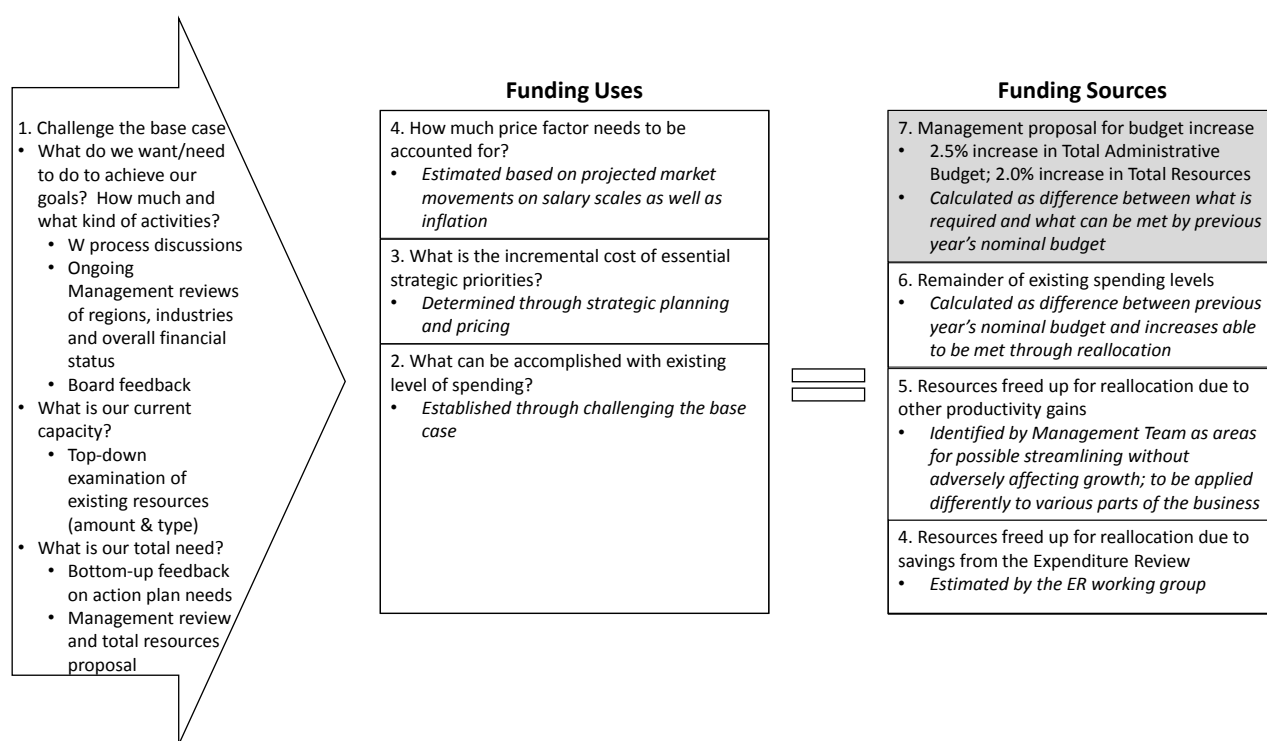 1. Challenge the base case
• What do we want/need
to do to achieve our
goals?  How much and
what kind of activities?
• W process discussions
• Ongoing
Management reviews
of regions, industries
and overall financial
status
• Board feedback
• What is our current
capacity?
• Top-down
examination of
existing resources
(amount & type)
• What is our total need?
• Bottom-up feedback
on action plan needs
• Management review
and total resources
proposal
Funding Uses
4. How much price factor needs to be
accounted for?
• Estimated based on projected market
movements on salary scales as well as
inflation
3. What is the incremental cost of essential
strategic priorities?
• Determined through strategic planning
and pricing
2. What can be accomplished with existing
level of spending?
• Established through challenging the base
case
Funding Sources
7. Management proposal for budget increase
• 2.5% increase in Total Administrative
Budget; 2.0% increase in Total Resources
• Calculated as difference between what is
required and what can be met by previous
year's nominal budget
6. Remainder of existing spending levels
• Calculated as difference between previous
year's nominal budget and increases able
to be met through reallocation
5. Resources freed up for reallocation due to
other productivity gains
• Identified by Management Team as areas
for possible streamlining without
adversely affecting growth; to be applied
differently to various parts of the business
4. Resources freed up for reallocation due to
savings from the Expenditure Review
• Estimated by the ER working group